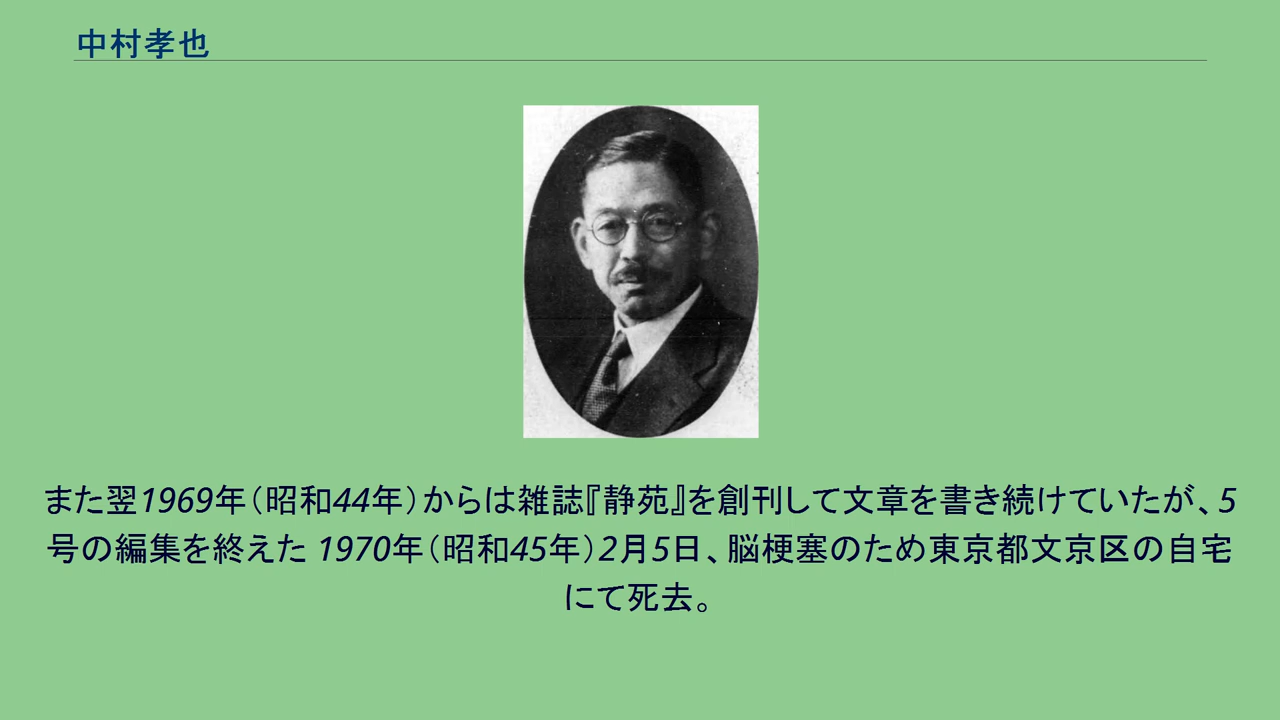 中村孝也
また翌1969年（昭和44年）からは雑誌『静苑』を創刊して文章を書き続けていたが、5
号の編集を終えた 1970年（昭和45年）2月5日、脳梗塞のため東京都文京区の自宅
にて死去。